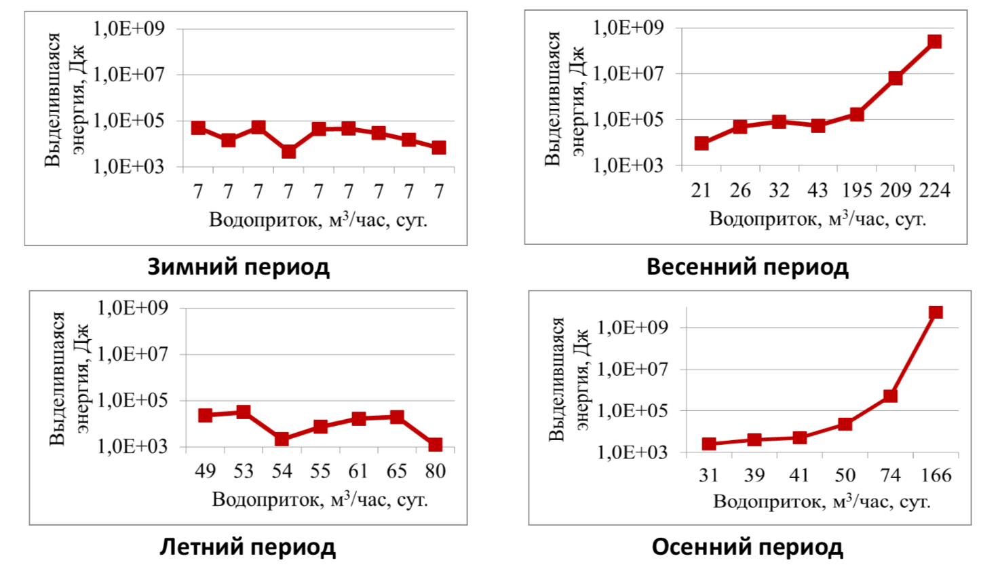 1,0E+09
1,0E+07
1,0E+05
1,0E+03
Выделившаяся
энергия, Дж
7 7 7 7 7 7 7 7 7
Водоприток, м³/час, сут.
Зимний период
1,0E+09
1,0E+07
1,0E+05
1,0E+03
Выделившаяся
энергия, Дж
21 26 32 43 195 209 224
Водоприток, м³/час, сут.
Весенний период
1,0E+09
1,0E+07
1,0E+05
1,0E+03
Выделившаяся
энергия, Дж
49 53 54 55 61 65 80
Водоприток, м³/час, сут.
Летний период
1,0E+09
1,0E+07
1,0E+05
1,0E+03
Выделившаяся
энергия, Дж
31 39 41 50 74 166
Водоприток, м³/час, сут.
Осенний период